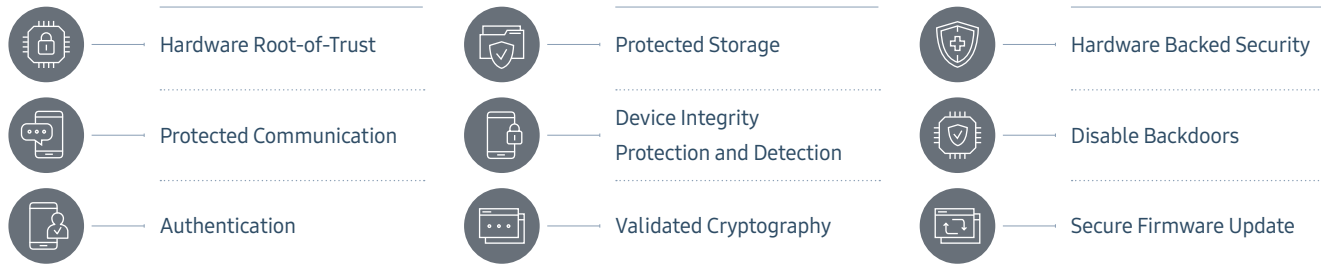 Hardware Root-of-Trust
Protected Storage
Hardware Backed Security
Protected Communication
Device Integrity
Protection and Detection
Disable Backdoors
Authentication
Validated Cryptography
Secure Firmware Update